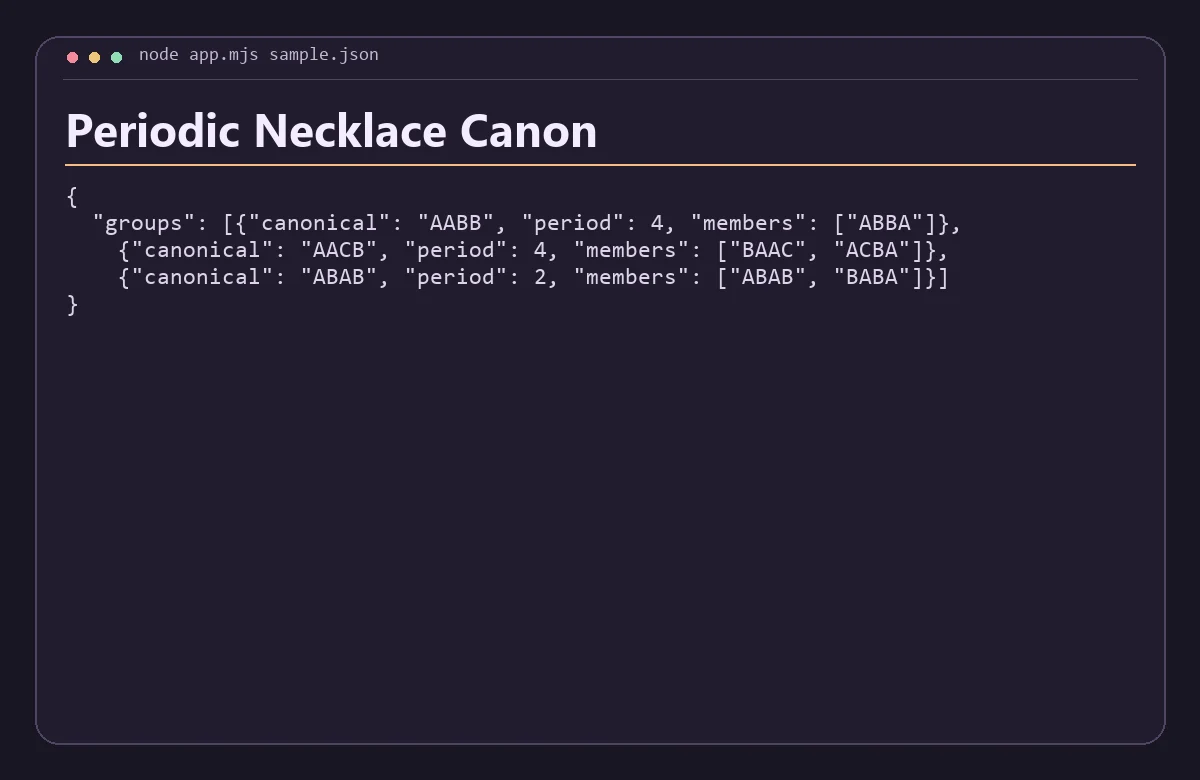 node app.mjs sample.json
Periodic Necklace Canon
{
  "groups": [{"canonical": "AABB", "period": 4, "members": ["ABBA"]},
    {"canonical": "AACB", "period": 4, "members": ["BAAC", "ACBA"]},
    {"canonical": "ABAB", "period": 2, "members": ["ABAB", "BABA"]}]
}